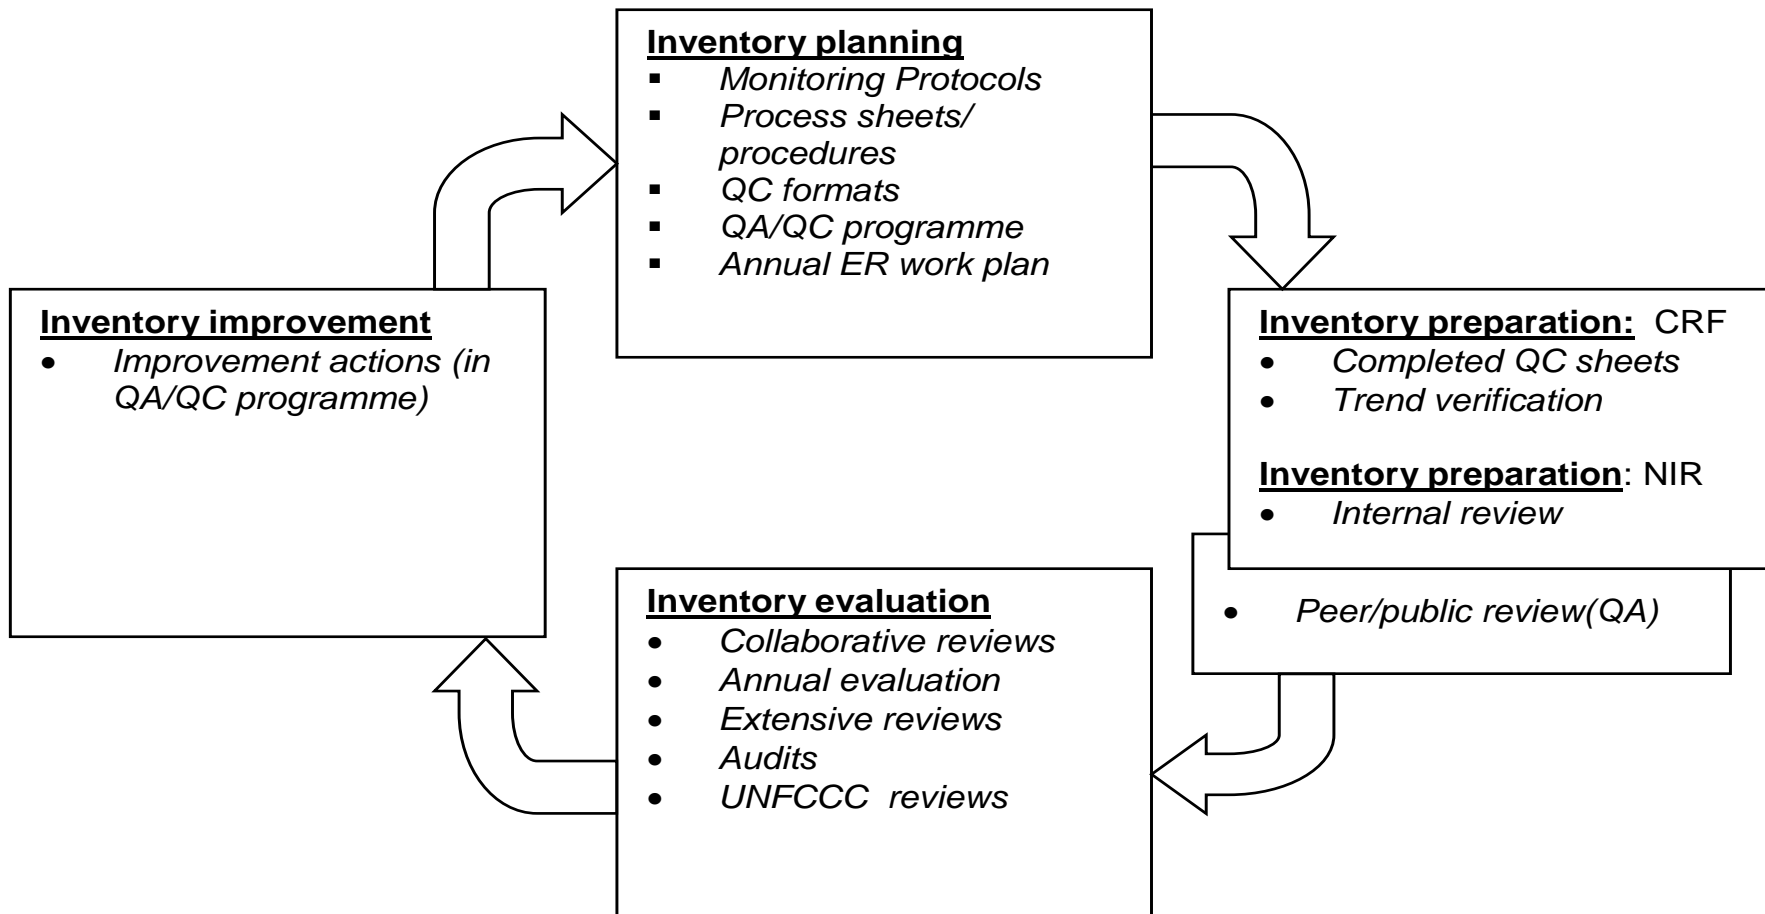 Inventory planning
▪ Monitoring Protocols
▪ Process sheets/
procedures
▪ QC formats
▪ QA/QC programme
▪ Annual ER work plan
Inventory preparation: CRF
• Completed QC sheets
• Trend verification
Inventory preparation: NIR
• Internal review
• Peer/public review(QA)
Inventory evaluation
• Collaborative reviews
• Annual evaluation
• Extensive reviews
• Audits
• UNFCCC reviews
Inventory improvement
• Improvement actions (in
QA/QC programme)